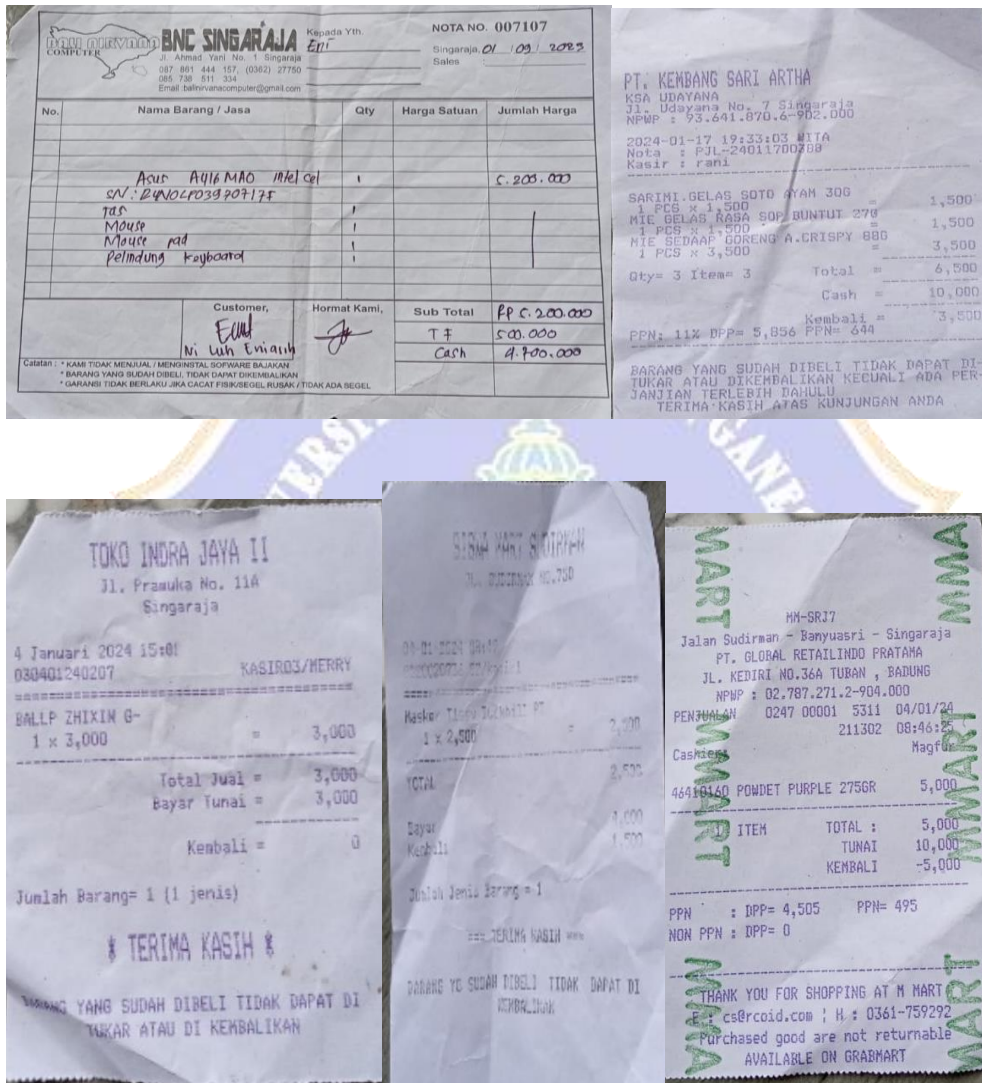 BALI NIRVANA
COMPUTER
BNC SINGARAJA
Jl. Ahmad Yani No. 1 Singaraja
087 861 444 157, (0362) 27750
085 738 511 334
Email: balinirvanacomputer@gmail.com
Kepada Yth.
Eni
NOTA NO. 007107
Singaraja, 01 / 09 / 2023
Sales :
No. Nama Barang / Jasa Qty Harga Satuan Jumlah Harga
Asus A416 MAO Intel Cel 1 5.200.000
SN :
Tas 1
Mouse 1
Mouse pad 1
Pelindung keyboard 1
Customer, Hormat Kami,
Ni Luh Eniasih
Sub Total Rp 5.200.000
TF 500.000
Cash 4.700.000
Catatan : * KAMI TIDAK MENJUAL / MENGINSTAL SOFWARE BAJAKAN
* BARANG YANG SUDAH DIBELI, TIDAK DAPAT DIKEMBALIKAN
* GARANSI TIDAK BERLAKU JIKA CACAT FISIK/SEGEL RUSAK / TIDAK ADA SEGEL
PT. KEMBANG SARI ARTHA
KSA UDAYANA
Jl. Udayana No. 7 Singaraja
NPWP : 93.641.870.6-902.000
2024-01-17 19:33:03 WITA
Nota : PJL-24011700388
Kasir : rani
SARIMI.GELAS SOTO AYAM 30G
1 PCS x 1,500 = 1,500
MIE GELAS RASA SOP BUNTUT 27G
1 PCS x 1,500 = 1,500
MIE SEDAAP GORENG A.CRISPY 88G
1 PCS x 3,500 = 3,500
Qty= 3 Item= 3 Total = 6,500
Cash = 10,000
Kembali = 3,500
PPN: 11% DPP= 5,856 PPN= 644
BARANG YANG SUDAH DIBELI TIDAK DAPAT DI-
TUKAR ATAU DIKEMBALIKAN KECUALI ADA PER-
JANJIAN TERLEBIH DAHULU
TERIMA KASIH ATAS KUNJUNGAN ANDA
TOKO INDRA JAYA II
Jl. Pramuka No. 11A
Singaraja
4 Januari 2024 15:01
030401240207 KASIR03/MERRY
BALLP ZHIXIN G-
1 x 3,000 = 3,000
Total Jual = 3,000
Bayar Tunai = 3,000
Kembali = 0
Jumlah Barang= 1 (1 jenis)
* TERIMA KASIH *
BARANG YANG SUDAH DIBELI TIDAK DAPAT DI
TUKAR ATAU DI KEMBALIKAN
MART SUDIRMAN
JL. SUDIRMAN NO.
Masker
1 x 2,500 =
TOTAL 2,500
Bayar 4,000
Kembali 1,500
Jumlah Jenis Barang = 1
=== TERIMA KASIH ===
BARANG YG SUDAH DIBELI TIDAK DAPAT DI
KEMBALIKAN
MM-SRJ7
Jalan Sudirman - Banyuasri - Singaraja
PT. GLOBAL RETAILINDO PRATAMA
JL. KEDIRI NO.36A TUBAN , BADUNG
NPWP : 02.787.271.2-904.000
PENJUALAN 0247 00001 5311 04/01/24
211302 08:46:25
Cashier: Magfur
46410160 POWDET PURPLE 275GR 5,000
1 ITEM TOTAL : 5,000
TUNAI 10,000
KEMBALI -5,000
PPN : DPP= 4,505 PPN= 495
NON PPN : DPP= 0
THANK YOU FOR SHOPPING AT M MART
E : cs@rcoid.com ¦ H : 0361-759292
Purchased good are not returnable
AVAILABLE ON GRABMART